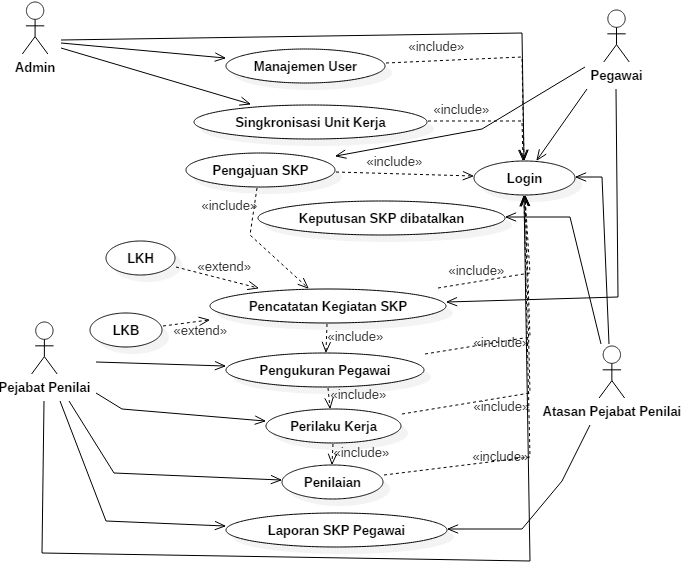 Admin
Pegawai
«include»
Manajemen User
«include»
Singkronisasi Unit Kerja
«include»
Pengajuan SKP
Login
«include»
Keputusan SKP dibatalkan
LKH
«extend»
«include»
Pencatatan Kegiatan SKP
LKB
«extend»
«include»
«include»
Pengukuran Pegawai
Pejabat Penilai
«include»
«include»
Atasan Pejabat Penilai
Perilaku Kerja
«include»
«include»
Penilaian
Laporan SKP Pegawai